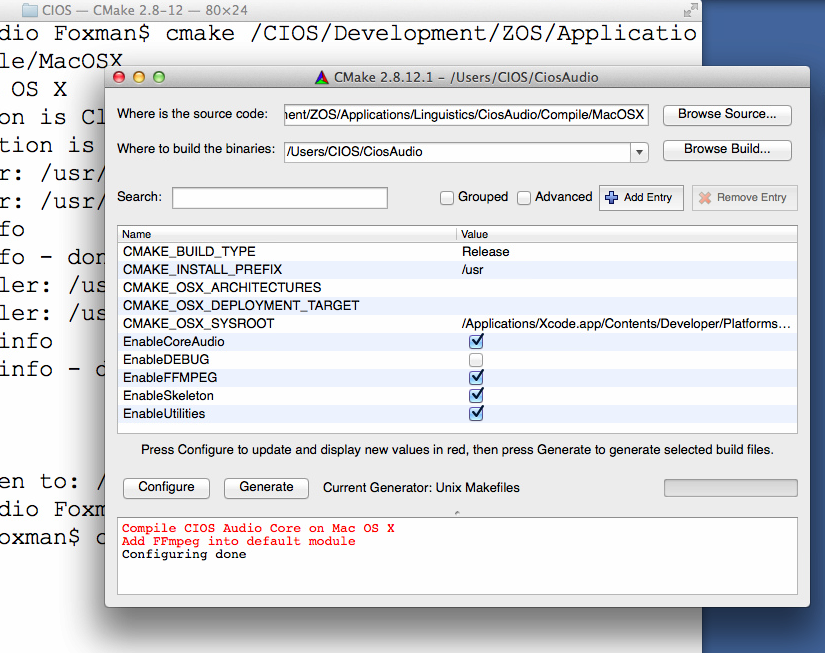 CIOS — CMake 2.8-12 — 80×24
dio Foxman$ cmake /CIOS/Development/ZOS/Applicatio
le/MacOSX
OS X
on is Cl
tion is
r: /usr/
r: /usr/
fo
fo - don
ler: /us
ler: /us
info
info - d
en to: /
dio Foxm
oxman$ c
CMake 2.8.12.1 - /Users/CIOS/CiosAudio
Where is the source code: ent/ZOS/Applications/Linguistics/CiosAudio/Compile/MacOSX Browse Source...
Where to build the binaries: /Users/CIOS/CiosAudio Browse Build...
Search: Grouped Advanced Add Entry Remove Entry
Name Value
CMAKE_BUILD_TYPE Release
CMAKE_INSTALL_PREFIX /usr
CMAKE_OSX_ARCHITECTURES
CMAKE_OSX_DEPLOYMENT_TARGET
CMAKE_OSX_SYSROOT /Applications/Xcode.app/Contents/Developer/Platforms...
EnableCoreAudio
EnableDEBUG
EnableFFMPEG
EnableSkeleton
EnableUtilities
Press Configure to update and display new values in red, then press Generate to generate selected build files.
Configure Generate Current Generator: Unix Makefiles
Compile CIOS Audio Core on Mac OS X
Add FFmpeg into default module
Configuring done